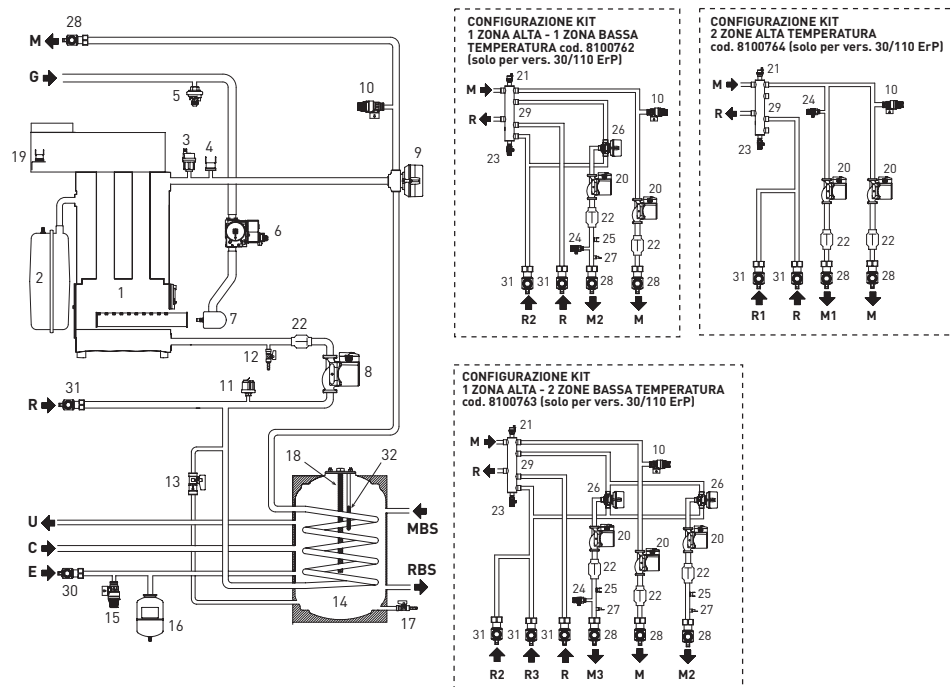 28
M
G
5
10
19
3
4
9
6
2
1
7
22
12
8
11
R
31
13
18
32
U
C
E
30
MBS
RBS
14
15
16
17
CONFIGURAZIONE KIT
1 ZONA ALTA - 1 ZONA BASSA
TEMPERATURA cod. 8100762
(solo per vers. 30/110 ErP)
21
M
29
R
10
26
23
20
20
22
22
24
25
27
31
31
28
28
R2
R
M2
M
CONFIGURAZIONE KIT
2 ZONE ALTA TEMPERATURA
cod. 8100764 (solo per vers. 30/110 ErP)
21
M
24
10
29
R
23
20
20
22
22
31
31
28
28
R1
R
M1
M
CONFIGURAZIONE KIT
1 ZONA ALTA - 2 ZONE BASSA TEMPERATURA
cod. 8100763 (solo per vers. 30/110 ErP)
21
M
29
R
10
26
26
23
20
20
20
22
22
22
24
25
25
27
27
31
31
31
28
28
28
R2
R3
R
M3
M
M2